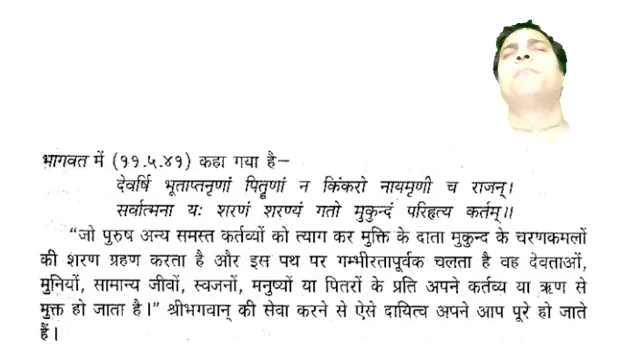 भागवत में (११.५.४१) कहा गया है—
देवर्षि भूताप्तनृणां पितॄणां न किंकरो नायमृणी च राजन्।
सर्वात्मना यः शरणं शरण्यं गतो मुकुन्दं परिहृत्य कर्तम्॥
“जो पुरुष अन्य समस्त कर्तव्यों को त्याग कर मुक्ति के दाता मुकुन्द के चरणकमलों
की शरण ग्रहण करता है और इस पथ पर गम्भीरतापूर्वक चलता है वह देवताओं,
मुनियों, सामान्य जीवों, स्वजनों, मनुष्यों या पितरों के प्रति अपने कर्तव्य या ऋण से
मुक्त हो जाता है।” श्रीभगवान् की सेवा करने से ऐसे दायित्व अपने आप पूरे हो जाते
हैं।